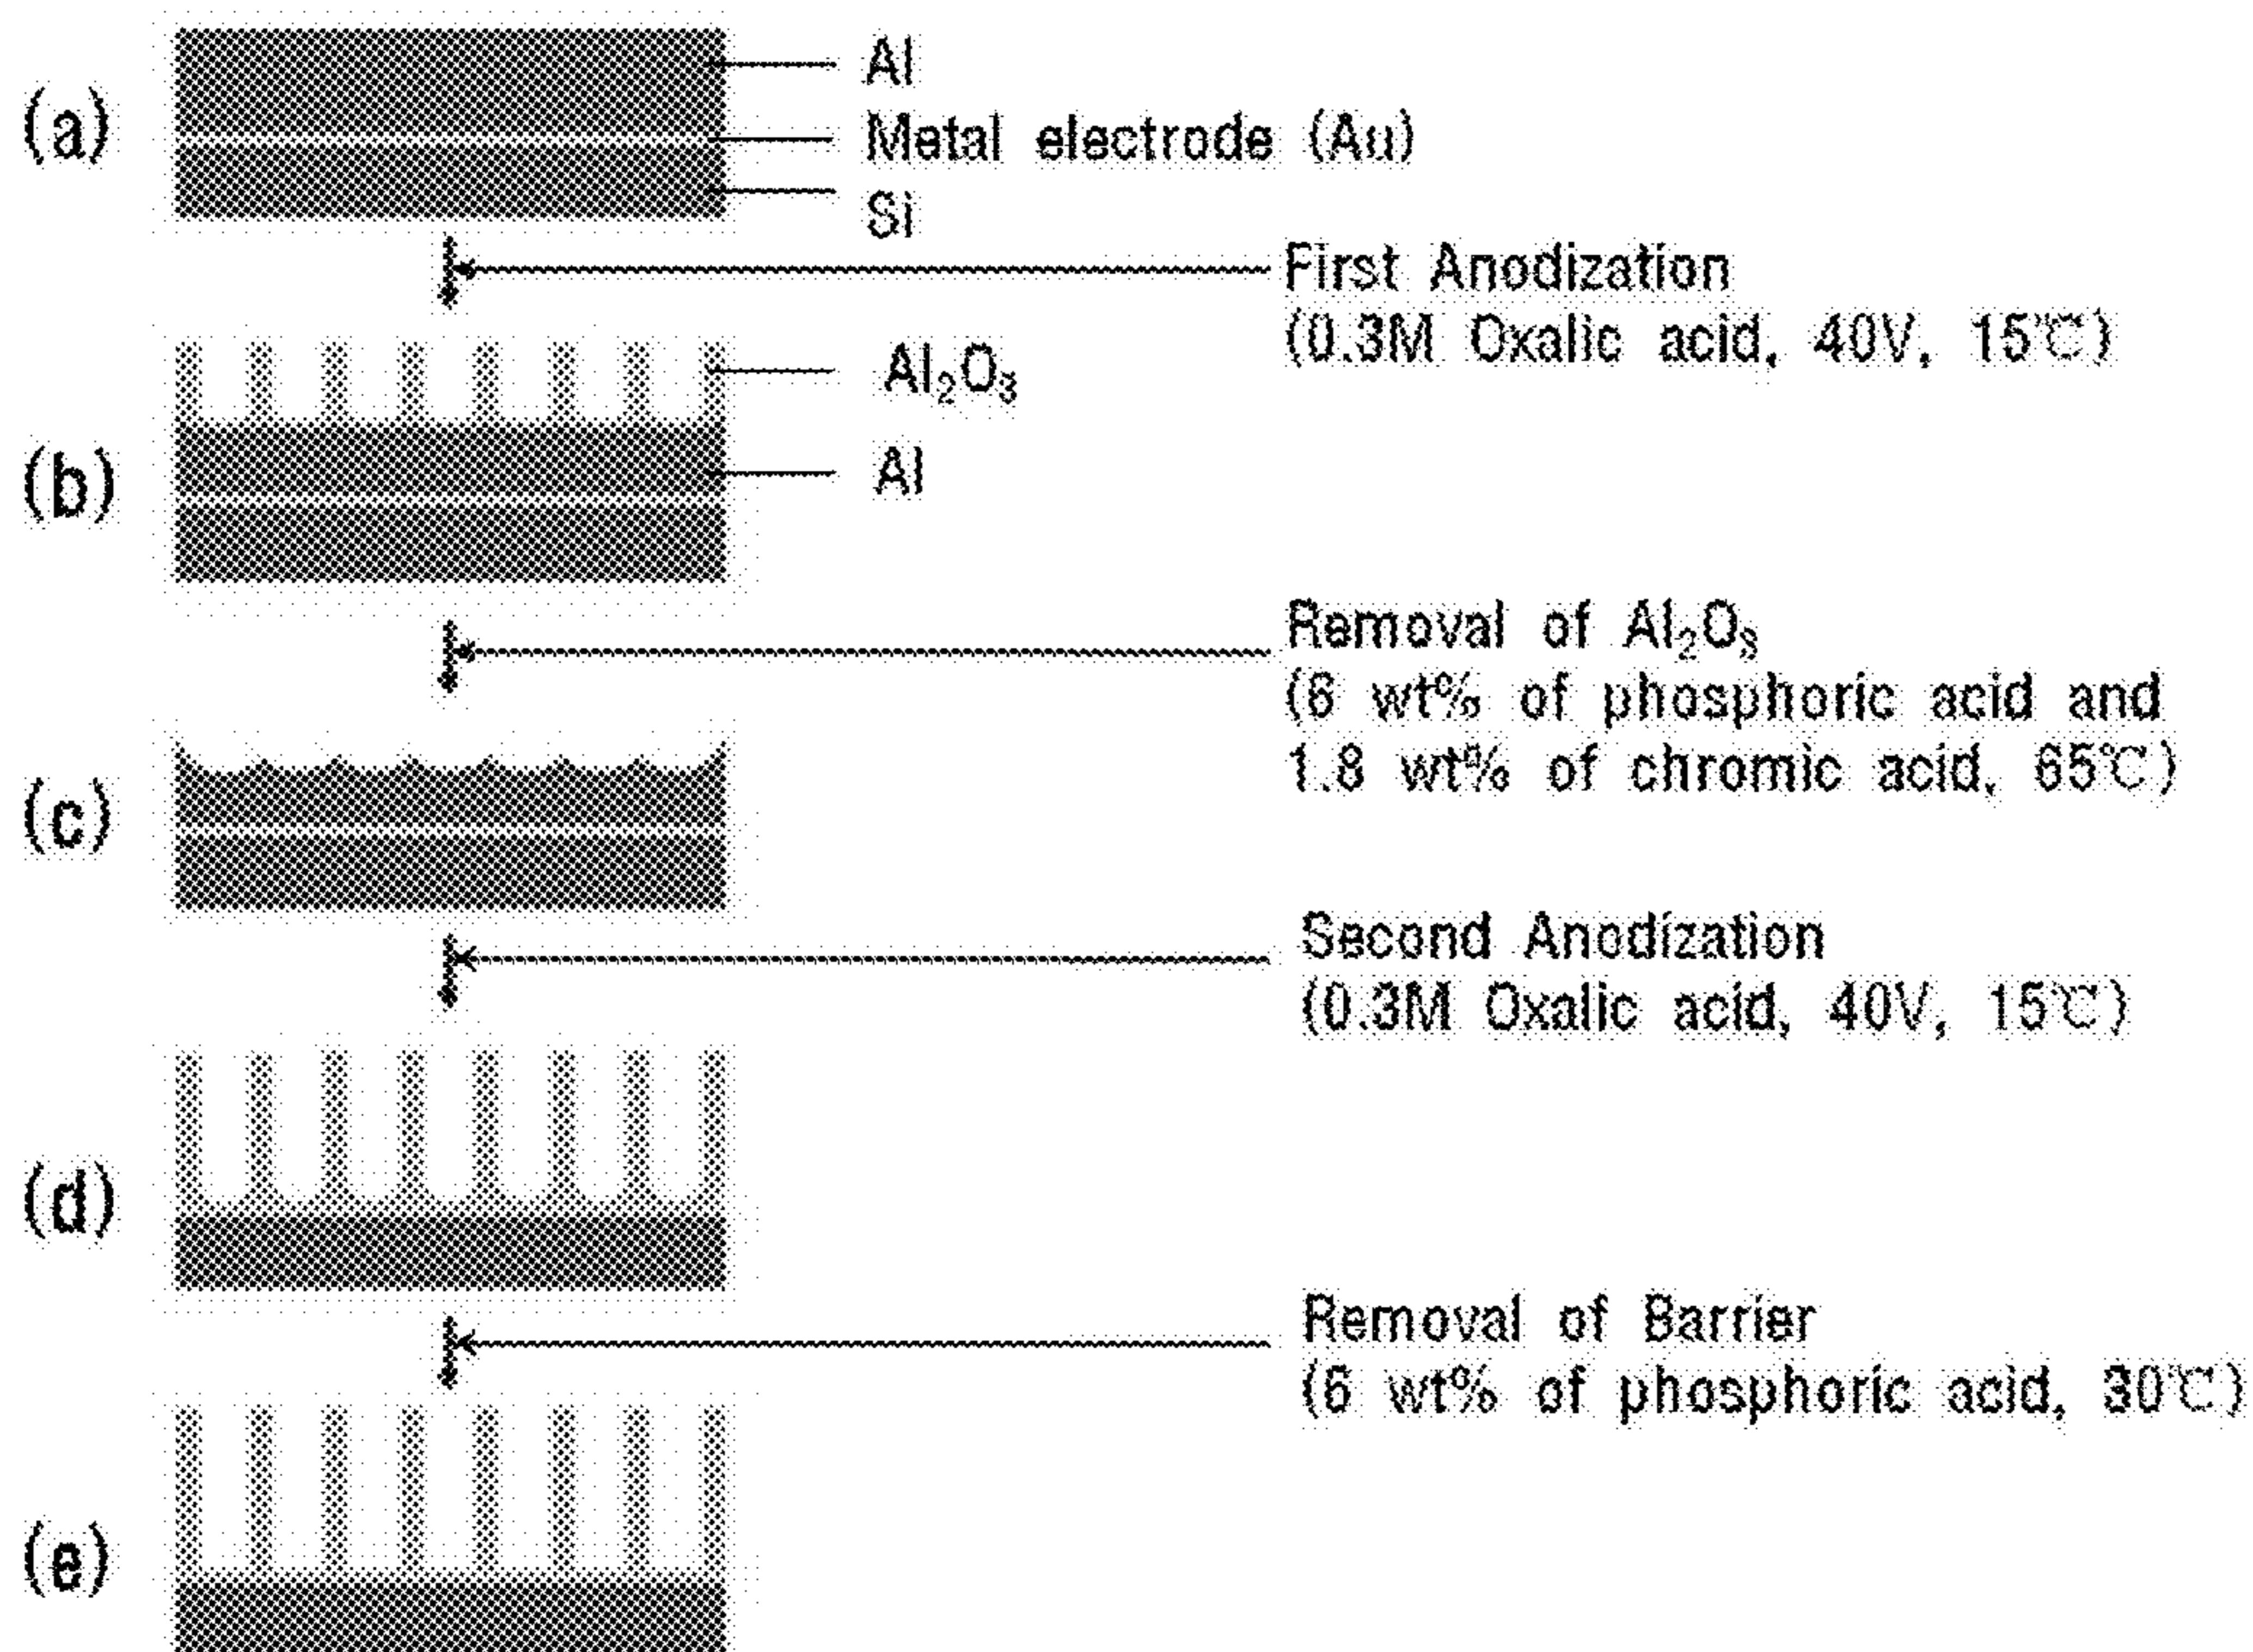 (a)
Al
Metal electrode (Au)
Si
First Anodization
(0.3M Oxalic acid, 40V, 15℃)
Al₂O₃
(b)
Al
Removal of Al₂O₃
(6 wt% of phosphoric acid and
1.8 wt% of chromic acid, 65℃)
(c)
Second Anodization
(0.3M Oxalic acid, 40V, 15℃)
(d)
Removal of Barrier
(6 wt% of phosphoric acid, 30℃)
(e)